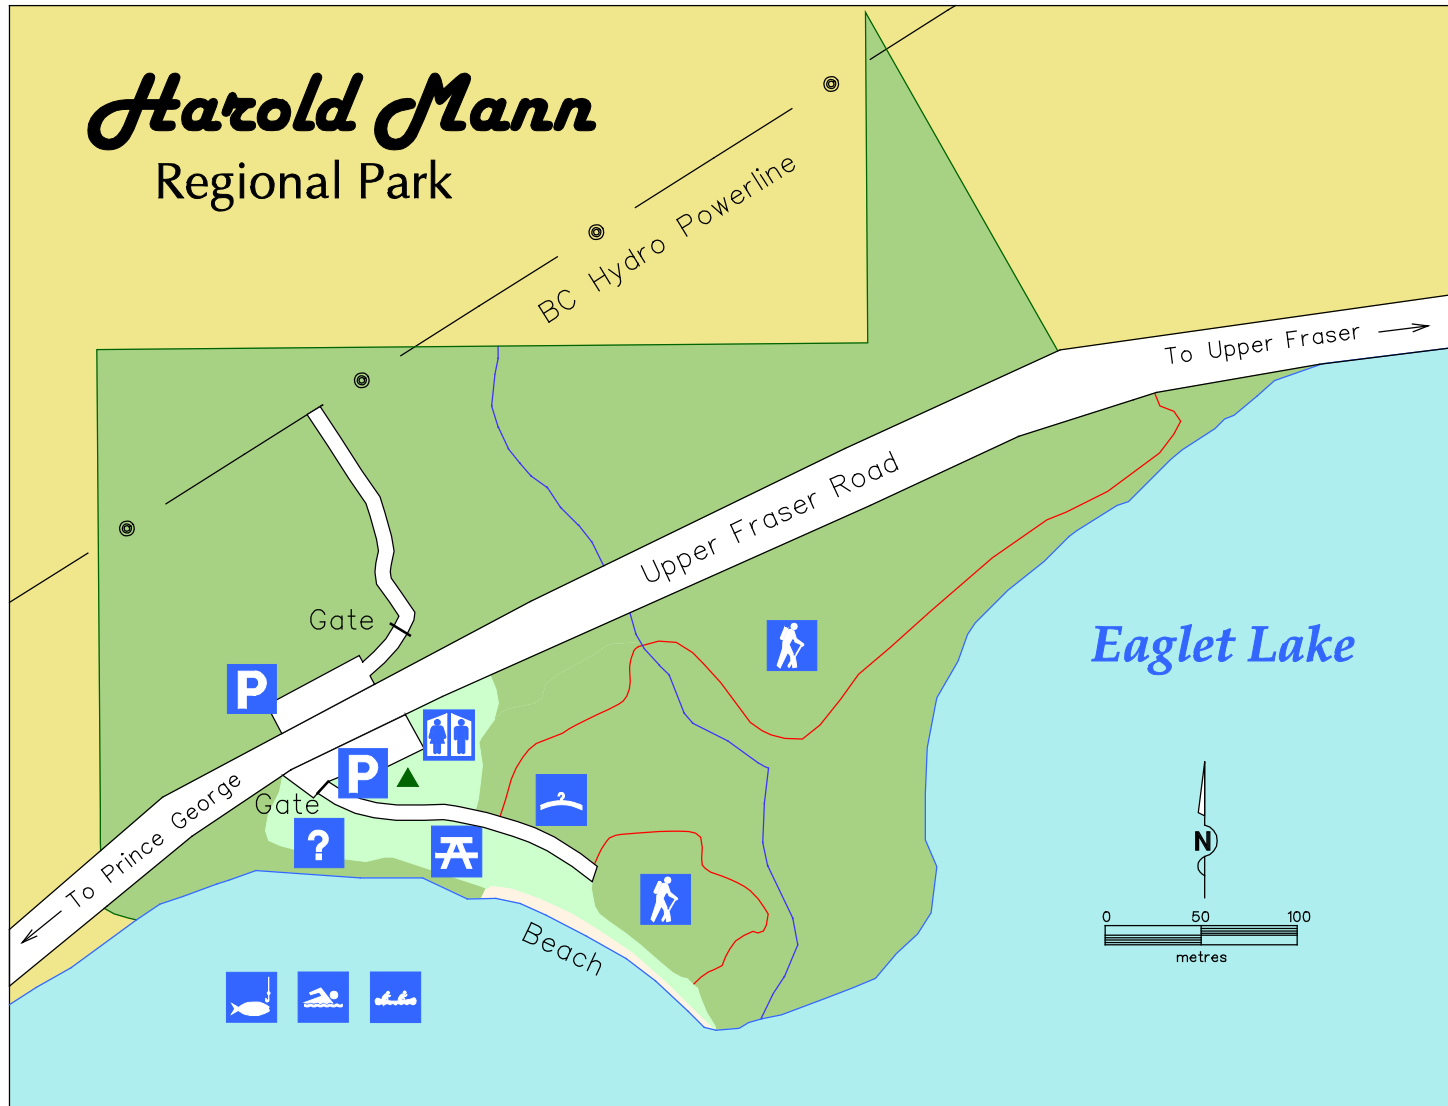 Harold Mann
Regional Park
BC Hydro Powerline
To Upper Fraser
Upper Fraser Road
Gate
P
Eaglet Lake
P
To Prince George
Gate
?
N
Beach
0 50 100
metres